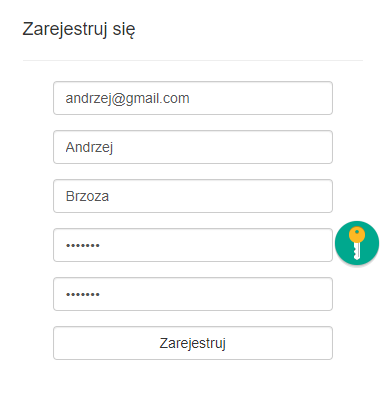 Zarejestruj się
andrzej@gmail.com
Andrzej
Brzoza
•••••••
•••••••
Zarejestruj